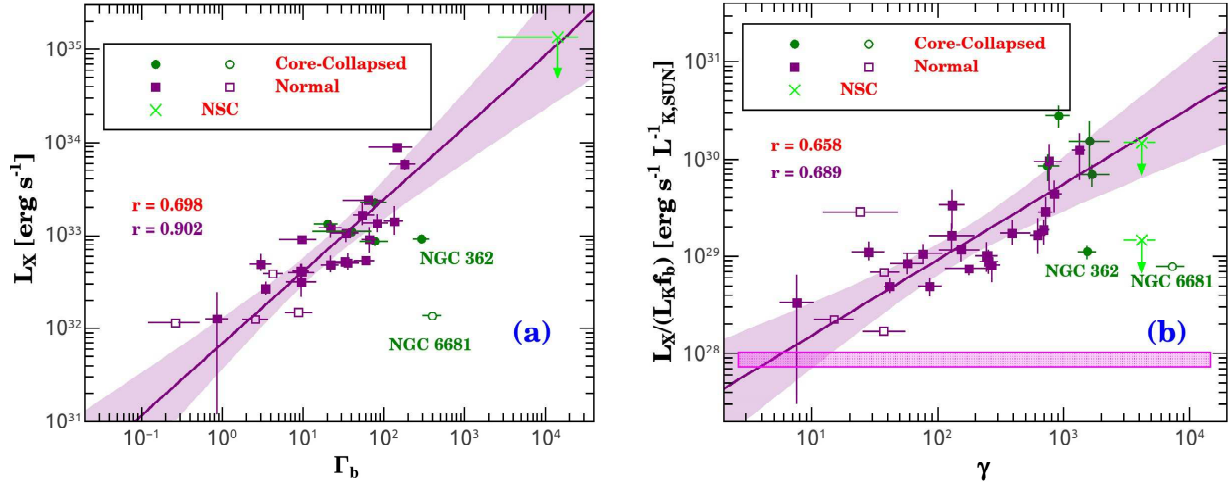 10^35
10^34
10^33
10^32
10^31
L_X [erg s^-1]
Core-Collapsed
Normal
NSC
r = 0.698
r = 0.902
NGC 362
NGC 6681
(a)
10^-1 10^0 10^1 10^2 10^3 10^4
Γ_b
10^31
10^30
10^29
10^28
L_X/(L_K f_b) [erg s^-1 L^-1_K,SUN]
Core-Collapsed
Normal
NSC
r = 0.658
r = 0.689
NGC 362
NGC 6681
(b)
10^1 10^2 10^3 10^4
γ